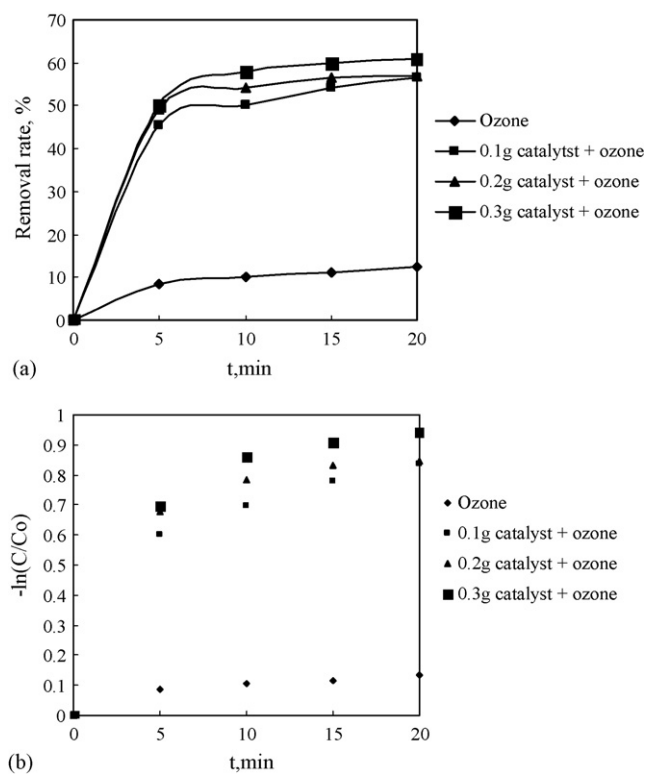 70
60
50
40
30
20
10
0
Removal rate, %
0 5 10 15 20
t,min
Ozone
0.1g catalytst + ozone
0.2g catalyst + ozone
0.3g catalyst + ozone
(a)
1
0.9
0.8
0.7
0.6
0.5
0.4
0.3
0.2
0.1
0
-ln(C/Co)
0 5 10 15 20
t,min
Ozone
0.1g catalyst + ozone
0.2g catalyst + ozone
0.3g catalyst + ozone
(b)